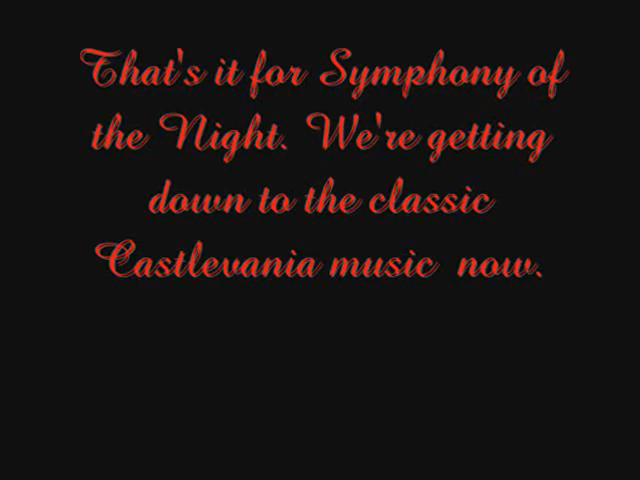 That's it for Symphony of
the Night. We're getting
down to the classic
Castlevania music now.